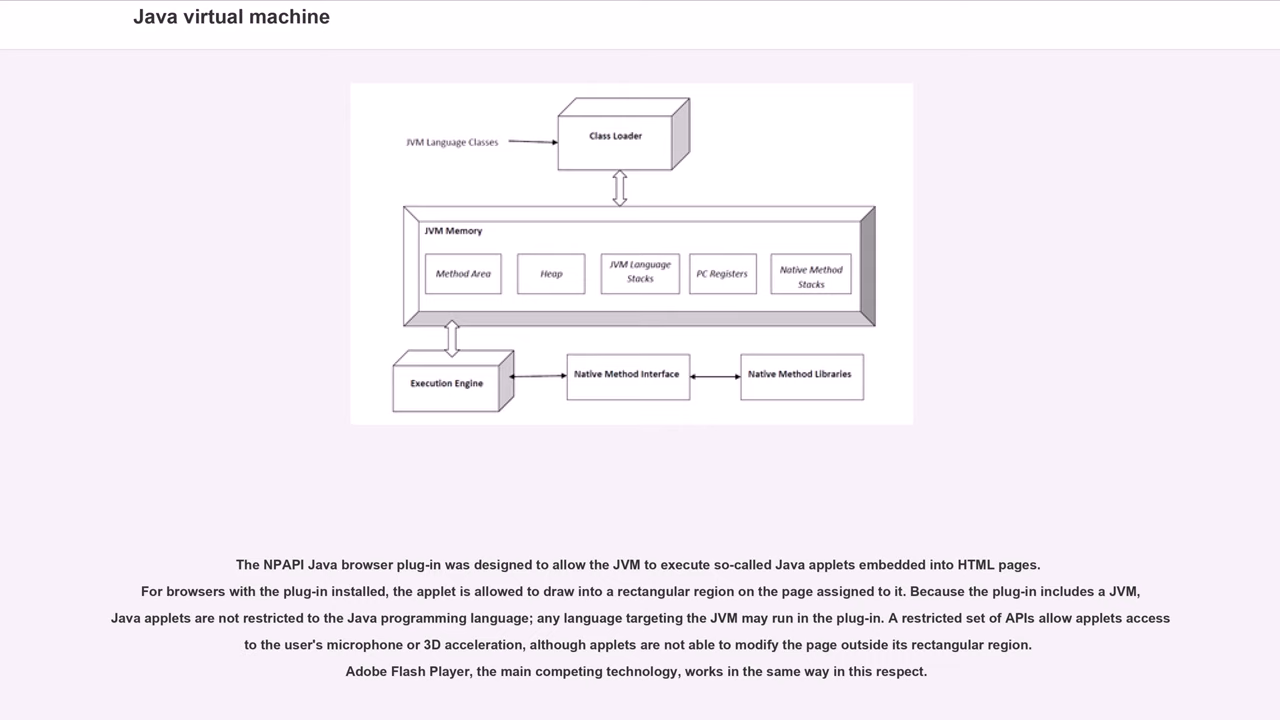 Java virtual machine
Class Loader
JVM Language Classes
JVM Memory
Method Area
Heap
JVM Language
Stacks
PC Registers
Native Method
Stacks
Execution Engine
Native Method Interface
Native Method Libraries
The NPAPI Java browser plug-in was designed to allow the JVM to execute so-called Java applets embedded into HTML pages.
For browsers with the plug-in installed, the applet is allowed to draw into a rectangular region on the page assigned to it. Because the plug-in includes a JVM,
Java applets are not restricted to the Java programming language; any language targeting the JVM may run in the plug-in. A restricted set of APIs allow applets access
to the user's microphone or 3D acceleration, although applets are not able to modify the page outside its rectangular region.
Adobe Flash Player, the main competing technology, works in the same way in this respect.